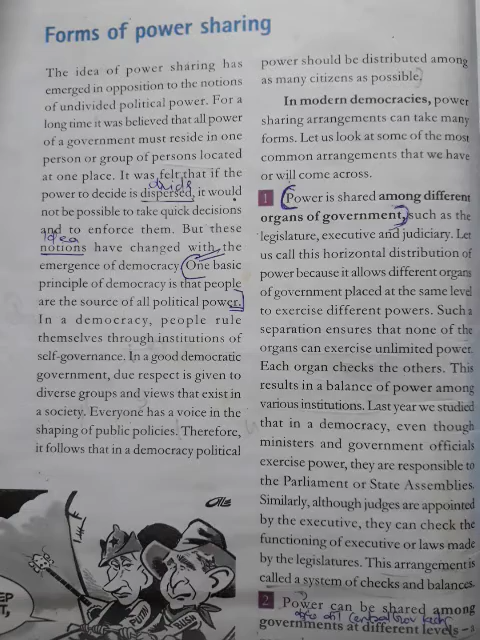 Forms of power sharing
The idea of power sharing has
emerged in opposition to the notions
of undivided political power. For a
long time it was believed that all power
of a government must reside in one
person or group of persons located
at one place. It was felt that if the
divide
power to decide is dispersed, it would
not be possible to take quick decisions
and to enforce them. But these
idea
notions have changed with the
emergence of democracy. One basic
principle of democracy is that people
are the source of all political power.
In a democracy, people rule
themselves through institutions of
self-governance. In a good democratic
government, due respect is given to
diverse groups and views that exist in
a society. Everyone has a voice in the
shaping of public policies. Therefore,
it follows that in a democracy political
power should be distributed among
as many citizens as possible.
In modern democracies, power
sharing arrangements can take many
forms. Let us look at some of the most
common arrangements that we have
or will come across.
1 Power is shared among different
organs of government, such as the
legislature, executive and judiciary. Let
us call this horizontal distribution of
power because it allows different organs
of government placed at the same level
to exercise different powers. Such a
separation ensures that none of the
organs can exercise unlimited power.
Each organ checks the others. This
results in a balance of power among
various institutions. Last year we studied
that in a democracy, even though
ministers and government officials
exercise power, they are responsible to
the Parliament or State Assemblies.
Similarly, although judges are appointed
by the executive, they can check the
functioning of executive or laws made
by the legislatures. This arrangement is
called a system of checks and balances.
2 Power can be shared among
governments at different levels – a
EP
T,
PUTIN
BUSH